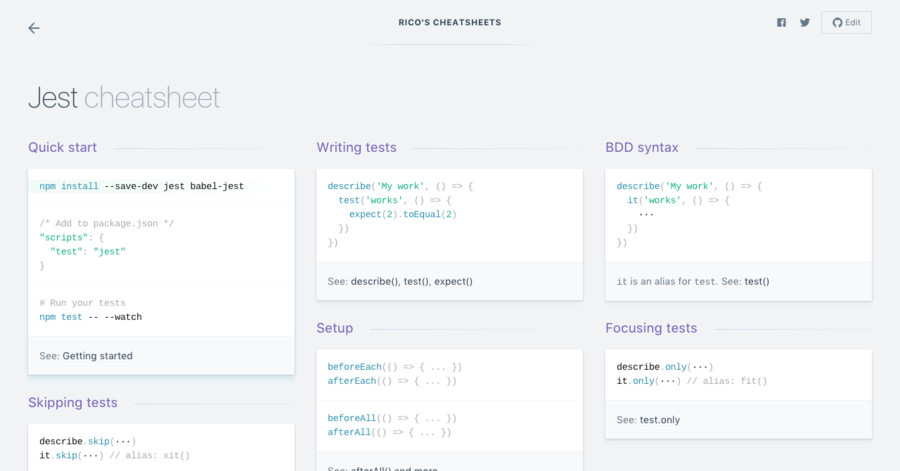 RICO'S CHEATSHEETS
Edit
Jest cheatsheet
Quick start
npm install --save-dev jest babel-jest
/* Add to package.json */
"scripts": {
"test": "jest"
}
# Run your tests
npm test -- --watch
See: Getting started
Skipping tests
describe.skip(···)
it.skip(···) // alias: xit()
Writing tests
describe('My work', () => {
test('works', () => {
expect(2).toEqual(2)
})
})
See: describe(), test(), expect()
Setup
beforeEach(() => { ... })
afterEach(() => { ... })
beforeAll(() => { ... })
afterAll(() => { ... })
See: afterAll() and more
BDD syntax
describe('My work', () => {
it('works', () => {
···
})
})
it is an alias for test. See: test()
Focusing tests
describe.only(···)
it.only(···) // alias: fit()
See: test.only